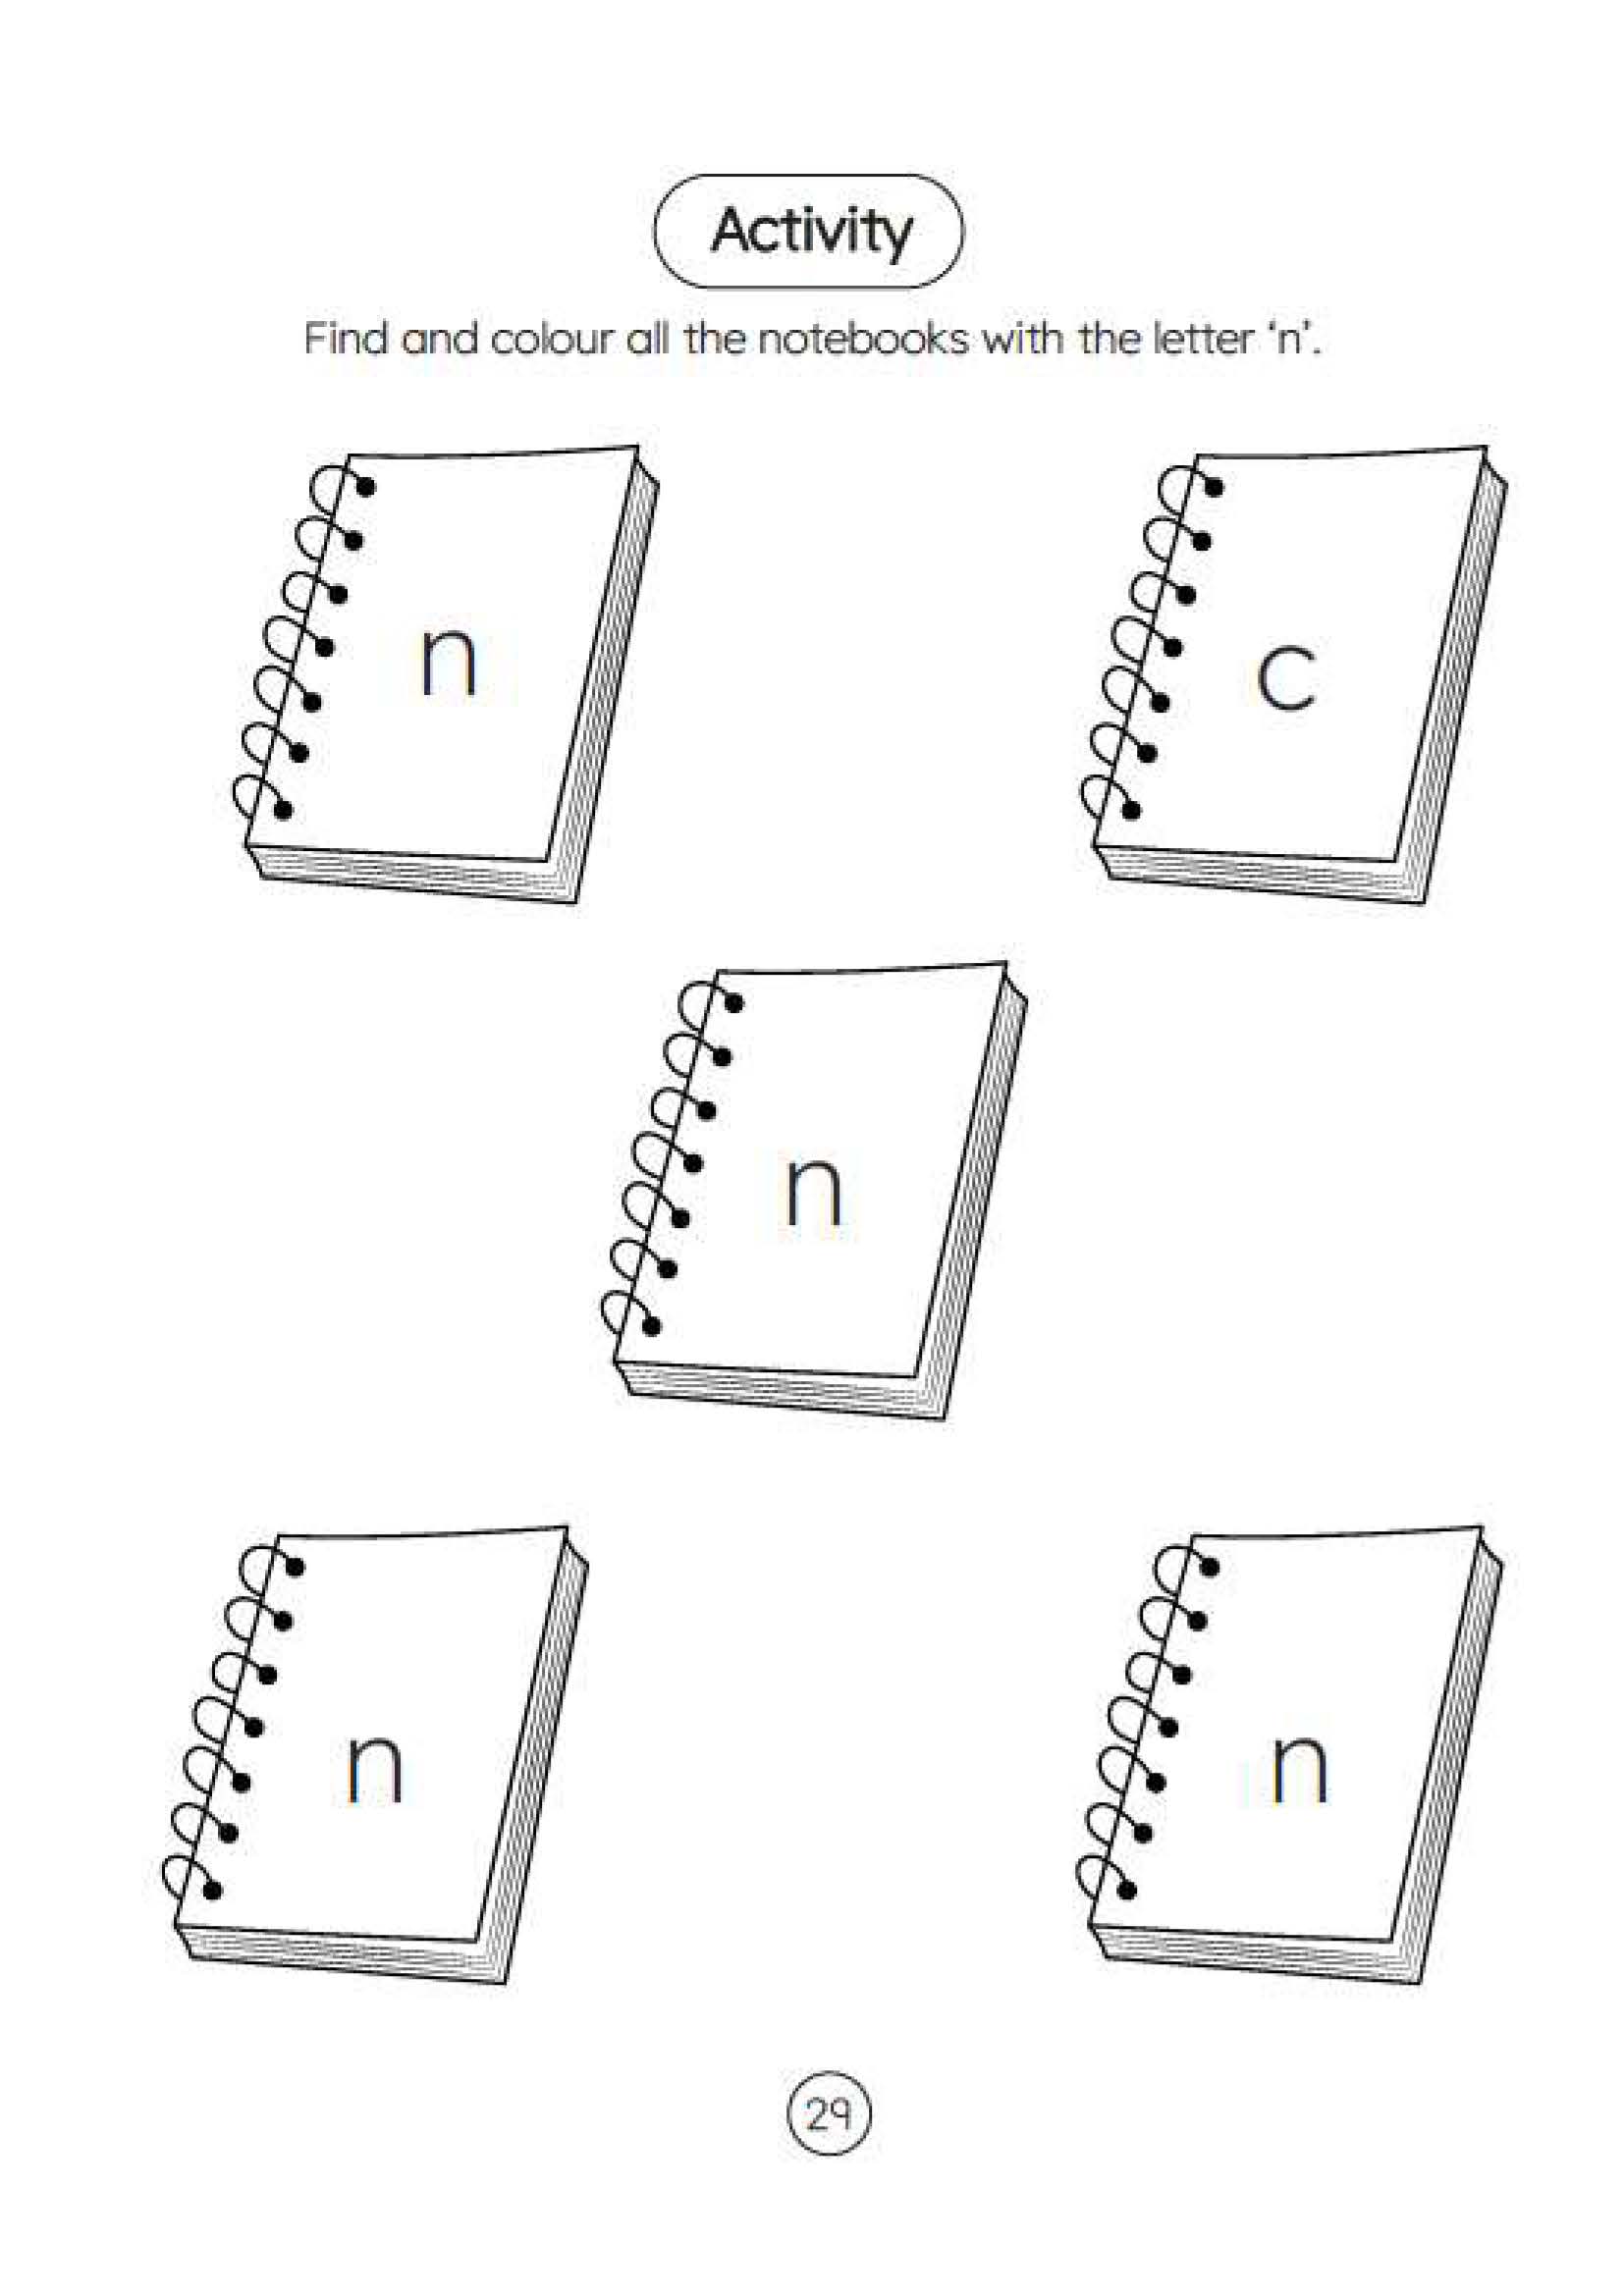 Activity
Find and colour all the notebooks with the letter ‘n’.
n
c
n
n
n
29